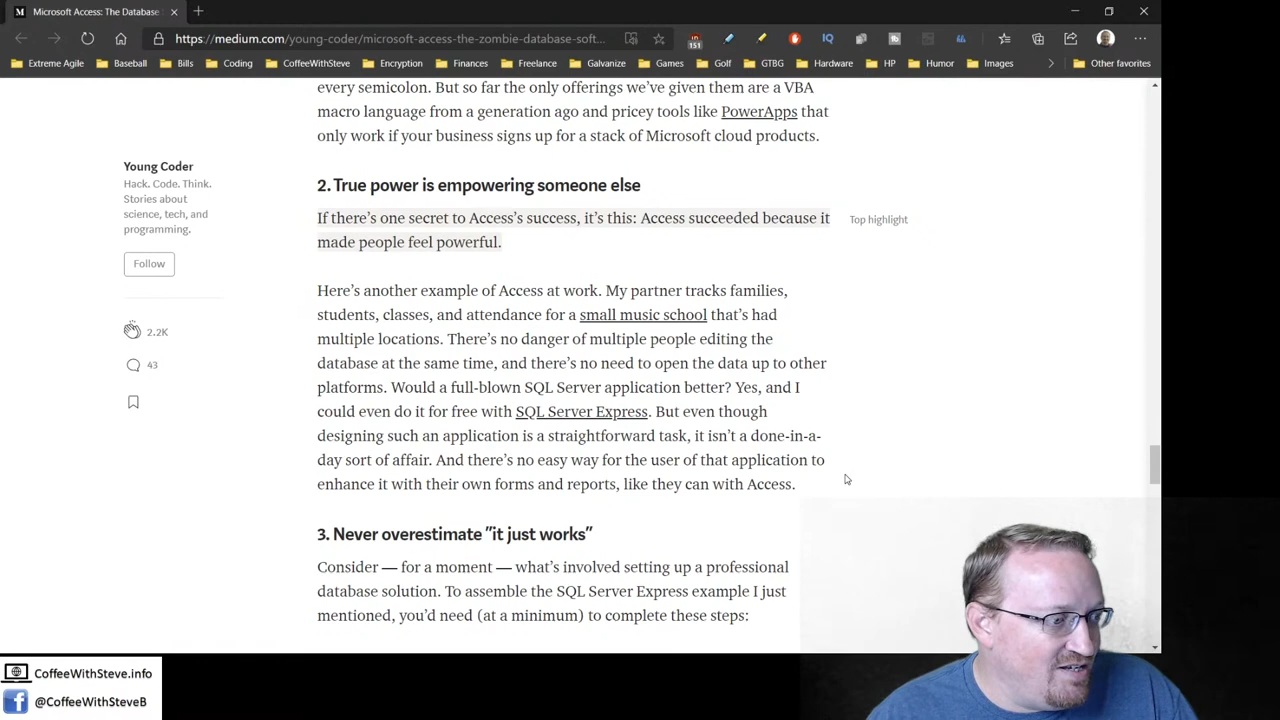 Microsoft Access: The Database
https://medium.com/young-coder/microsoft-access-the-zombie-database-soft...
151
IQ
Extreme Agile
Baseball
Bills
Coding
CoffeeWithSteve
Encryption
Finances
Freelance
Galvanize
Games
Golf
GTBG
Hardware
HP
Humor
Images
Other favorites
every semicolon. But so far the only offerings we've given them are a VBA
macro language from a generation ago and pricey tools like PowerApps that
only work if your business signs up for a stack of Microsoft cloud products.
Young Coder
Hack. Code. Think.
Stories about
science, tech, and
programming.
Follow
2.2K
43
2. True power is empowering someone else
If there's one secret to Access's success, it's this: Access succeeded because it
made people feel powerful.
Top highlight
Here's another example of Access at work. My partner tracks families,
students, classes, and attendance for a small music school that's had
multiple locations. There's no danger of multiple people editing the
database at the same time, and there's no need to open the data up to other
platforms. Would a full-blown SQL Server application better? Yes, and I
could even do it for free with SQL Server Express. But even though
designing such an application is a straightforward task, it isn't a done-in-a-
day sort of affair. And there's no easy way for the user of that application to
enhance it with their own forms and reports, like they can with Access.
3. Never overestimate "it just works"
Consider — for a moment — what's involved setting up a professional
database solution. To assemble the SQL Server Express example I just
mentioned, you'd need (at a minimum) to complete these steps:
CoffeeWithSteve.info
@CoffeeWithSteveB